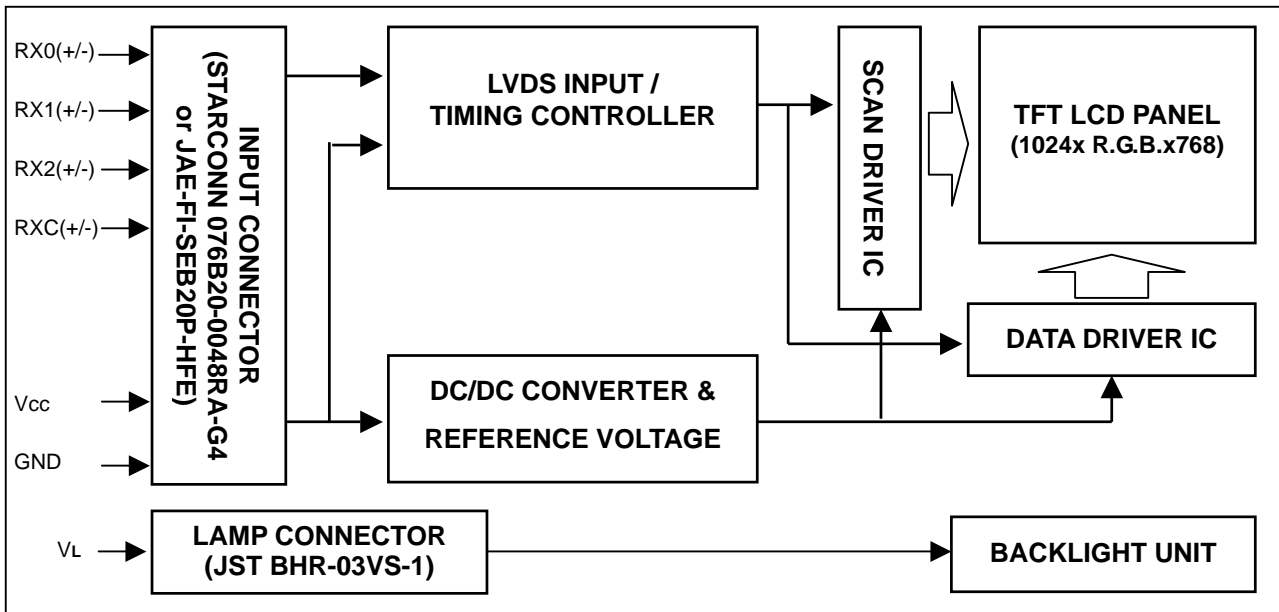 RX0(+/-)
RX1(+/-)
RX2(+/-)
RXC(+/-)
Vcc
GND
VL
INPUT CONNECTOR
(STARCONN 076B20-0048RA-G4
or JAE-FI-SEB20P-HFE)
LVDS INPUT /
TIMING CONTROLLER
SCAN DRIVER IC
TFT LCD PANEL
(1024x R.G.B.x768)
DATA DRIVER IC
DC/DC CONVERTER &
REFERENCE VOLTAGE
LAMP CONNECTOR
(JST BHR-03VS-1)
BACKLIGHT UNIT